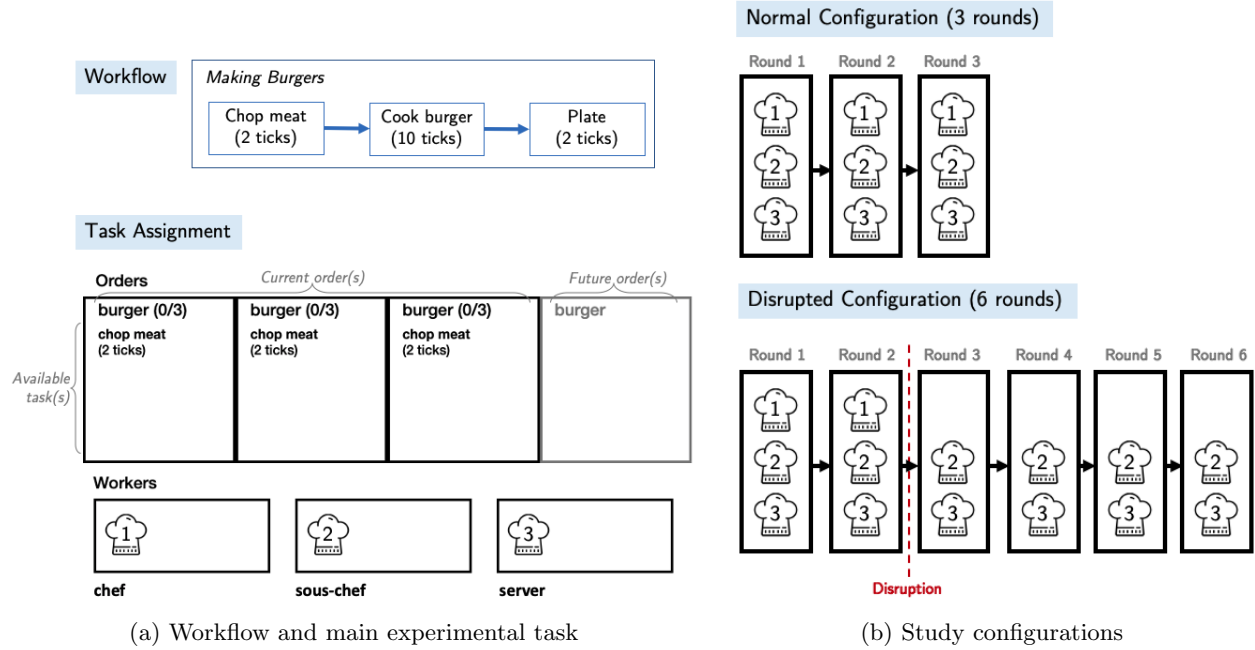 Workflow
Making Burgers
Chop meat
(2 ticks)
Cook burger
(10 ticks)
Plate
(2 ticks)
Task Assignment
Orders
Current order(s)
Future order(s)
burger (0/3)
chop meat
(2 ticks)
burger (0/3)
chop meat
(2 ticks)
burger (0/3)
chop meat
(2 ticks)
burger
Available
task(s)
Workers
1
2
3
chef
sous-chef
server
(a) Workflow and main experimental task
Normal Configuration (3 rounds)
Round 1
Round 2
Round 3
1
1
1
2
2
2
3
3
3
Disrupted Configuration (6 rounds)
Round 1
Round 2
Round 3
Round 4
Round 5
Round 6
1
1
2
2
2
2
2
2
3
3
3
3
3
3
Disruption
(b) Study configurations